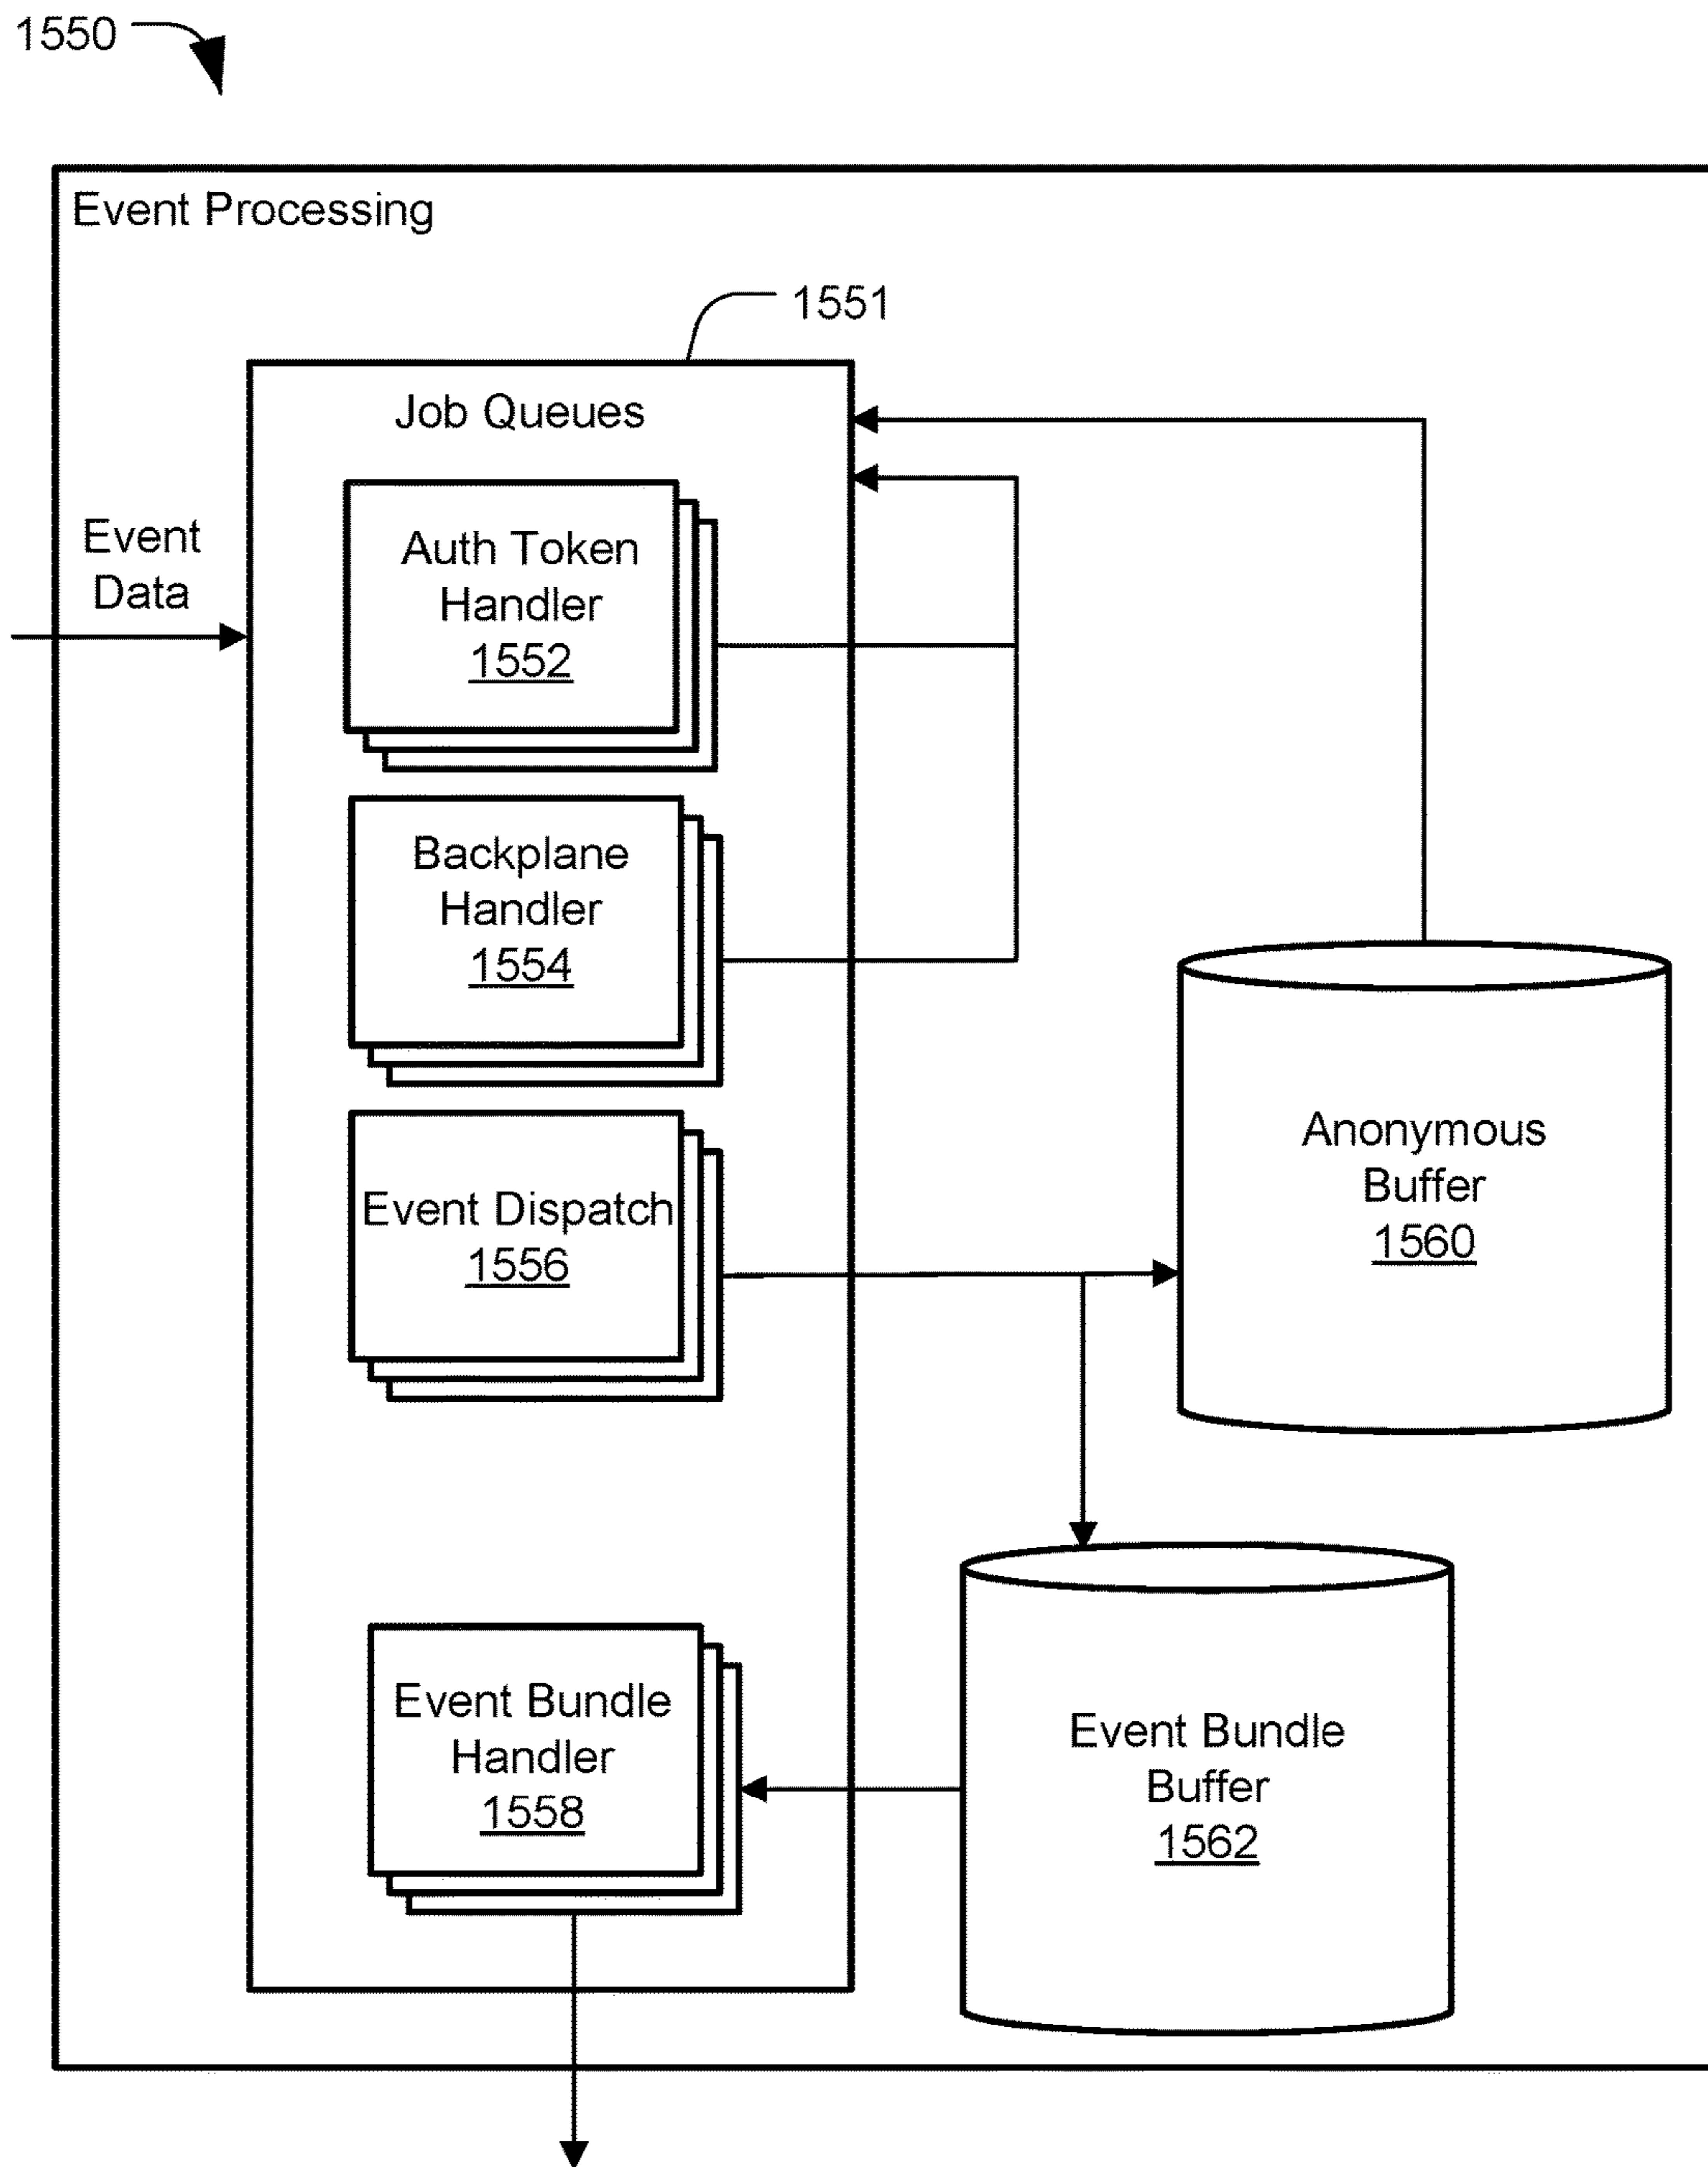 1550
Event Processing
1551
Job Queues
Event
Data
Auth Token
Handler
1552
Backplane
Handler
1554
Event Dispatch
1556
Anonymous
Buffer
1560
Event Bundle
Handler
1558
Event Bundle
Buffer
1562